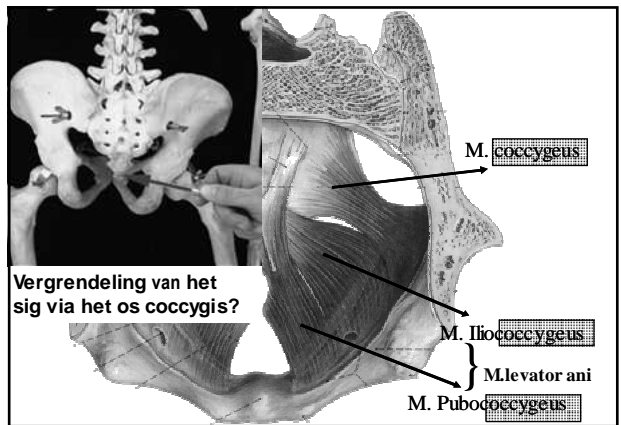 M. coccygeus
Vergrendeling van het
sig via het os coccygis?
M. Iliococcygeus
M.levator ani
M. Pubococcygeus